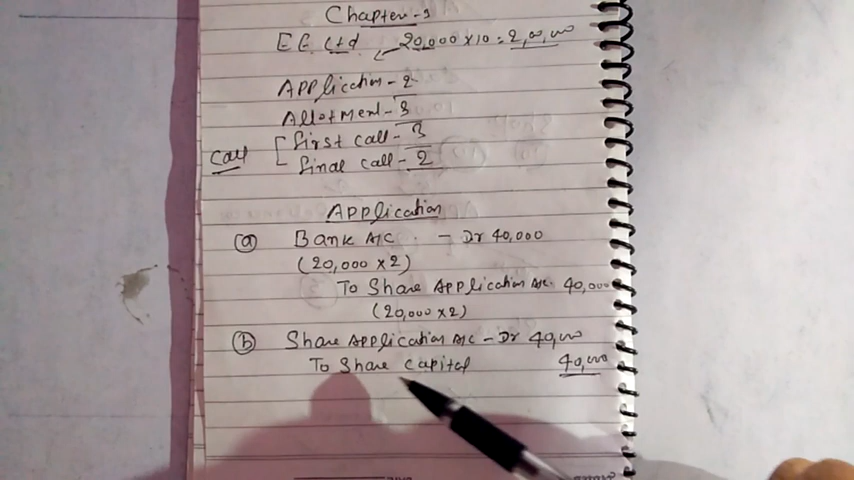 Chapter-3
EE Ltd 20,000 x 10 = 2,00,000
Application - 2
Allotment - 3
Call [ First call - 3
Final call - 2
Application
(a) Bank A/C. - Dr 40,000
(20,000 x 2)
To Share Application A/c. 40,000
(20,000 x 2)
(b) Share Application A/C - Dr 40,000
To Share Capital 40,000